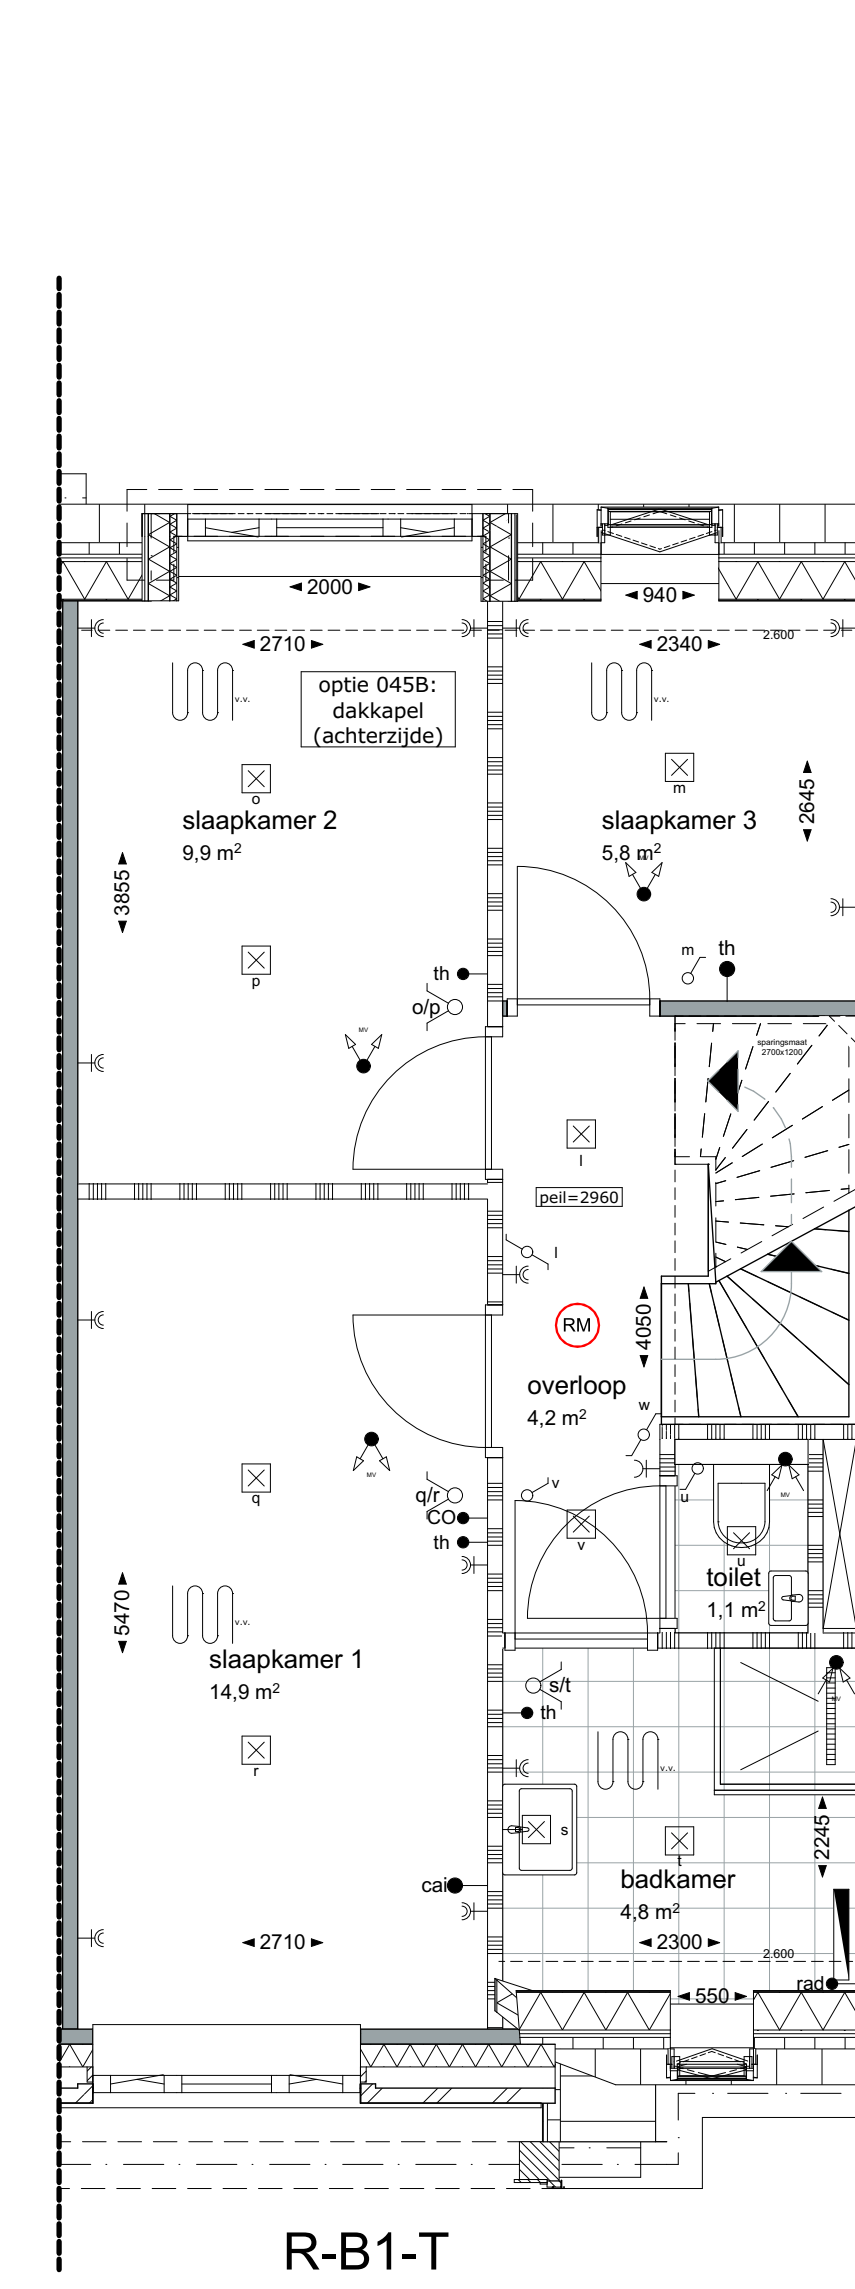 2000
940
2710
2340
2.600
v.v.
optie 045B:
dakkapel
(achterzijde)
v.v.
o
slaapkamer 2
9,9 m²
3855
m
slaapkamer 3
5,8 m²
2645
MV
p
th
o/p
MV
m
th
sparingsmaat
2700x1200
l
peil=2960
l
RM
4050
overloop
4,2 m²
w
q
MV
q/r
CO
th
v
v
u
MV
u
toilet
1,1 m²
5470
v.v.
slaapkamer 1
14,9 m²
r
s/t
th
MV
v.v.
s
t
2245
badkamer
4,8 m²
cai
2710
2300
2.600
rad
550
R-B1-T